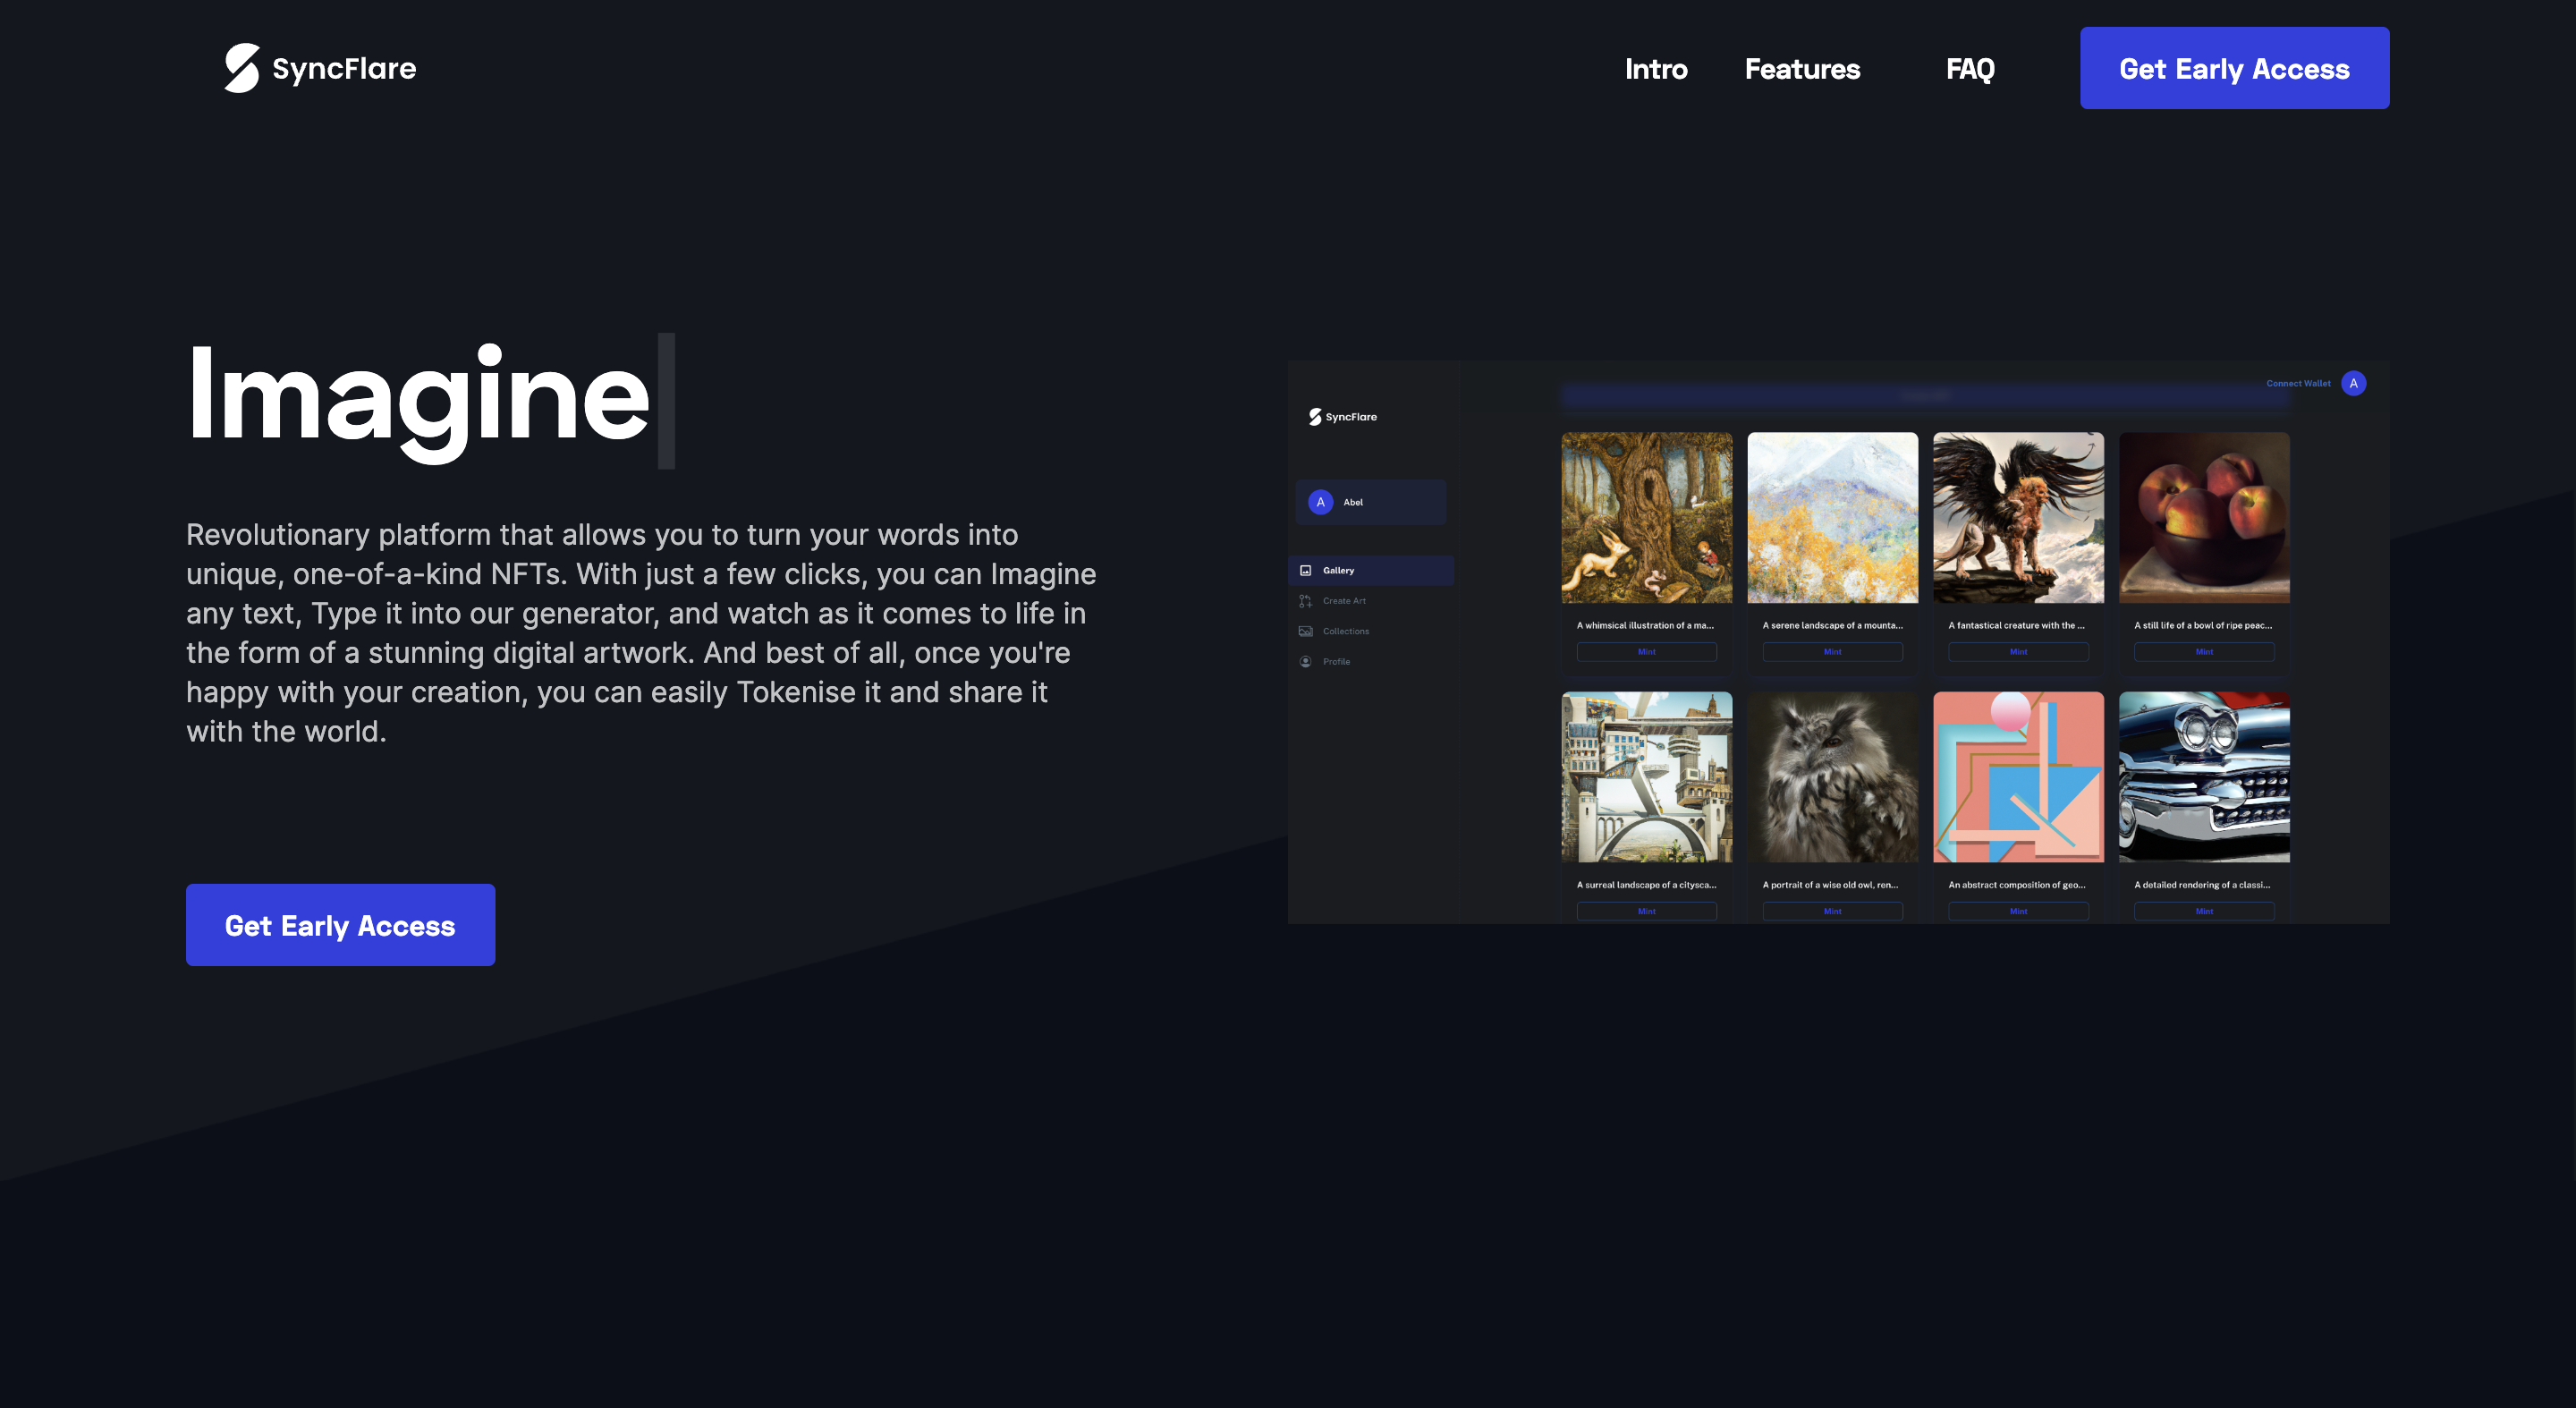 SyncFlare
Intro
Features
FAQ
Get Early Access
Imagine
Revolutionary platform that allows you to turn your words into
unique, one-of-a-kind NFTs. With just a few clicks, you can Imagine
any text, Type it into our generator, and watch as it comes to life in
the form of a stunning digital artwork. And best of all, once you're
happy with your creation, you can easily Tokenise it and share it
with the world.
Get Early Access
Connect Wallet
A
SyncFlare
A
Abel
Gallery
Create Art
Collections
Profile
A whimsical illustration of a ma...
A serene landscape of a mounta...
A fantastical creature with the ...
A still life of a bowl of ripe peac...
Mint
Mint
Mint
Mint
A surreal landscape of a citysca...
A portrait of a wise old owl, ren...
An abstract composition of geo...
A detailed rendering of a classi...
Mint
Mint
Mint
Mint